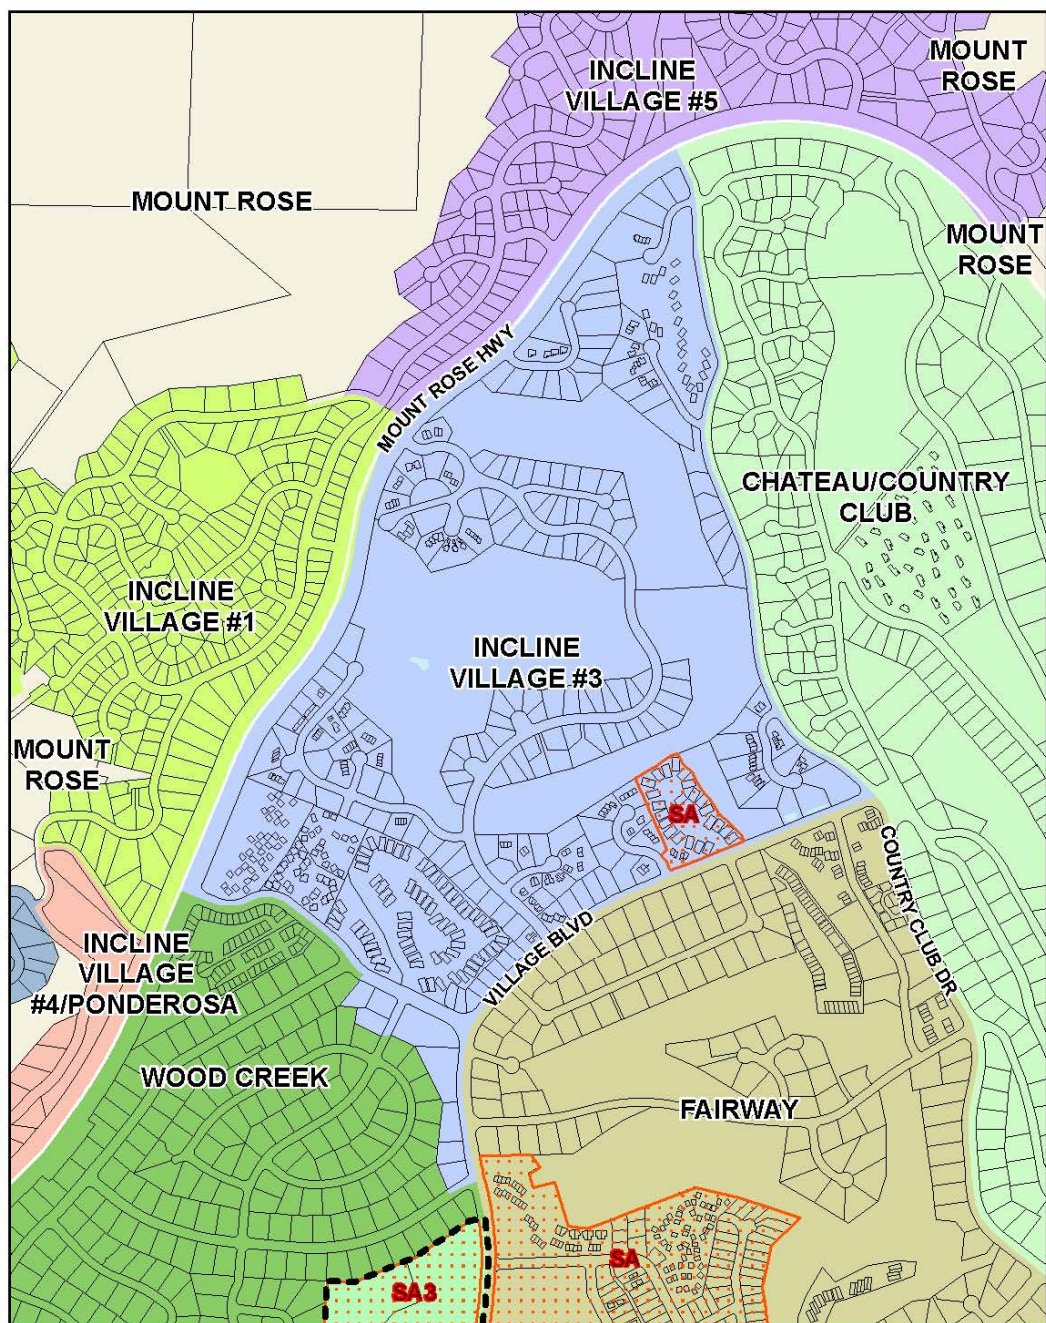 INCLINE
VILLAGE #5
MOUNT
ROSE
MOUNT ROSE
MOUNT
ROSE
MOUNT ROSE HWY
CHATEAU/COUNTRY
CLUB
INCLINE
VILLAGE #1
INCLINE
VILLAGE #3
MOUNT
ROSE
SA
COUNTRY CLUB DR
VILLAGE BLVD
INCLINE
VILLAGE
#4/PONDEROSA
WOOD CREEK
FAIRWAY
SA
SA3